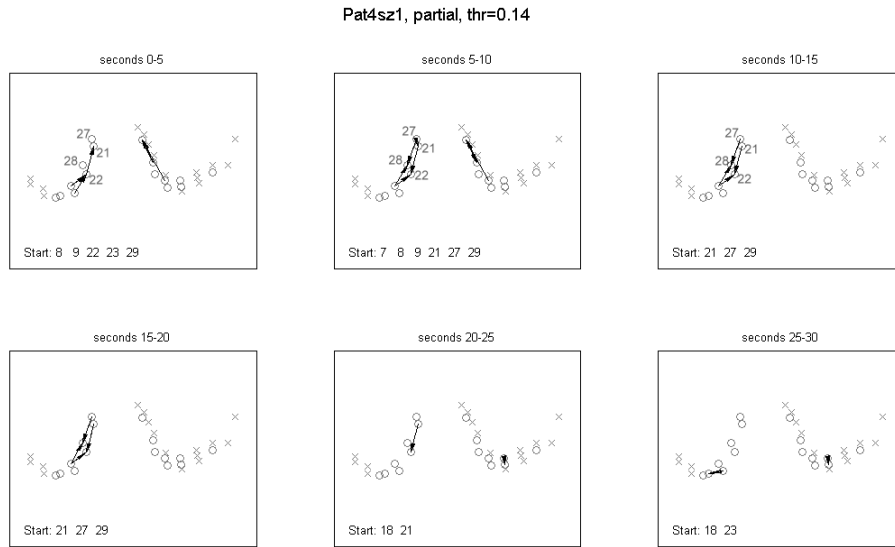 Pat4sz1, partial, thr=0.14
seconds 0-5
27
21
28
22
Start: 8 9 22 23 29
seconds 5-10
27
21
28
22
Start: 7 8 9 21 27 29
seconds 10-15
27
21
28
22
Start: 21 27 29
seconds 15-20
Start: 21 27 29
seconds 20-25
Start: 18 21
seconds 25-30
Start: 18 23